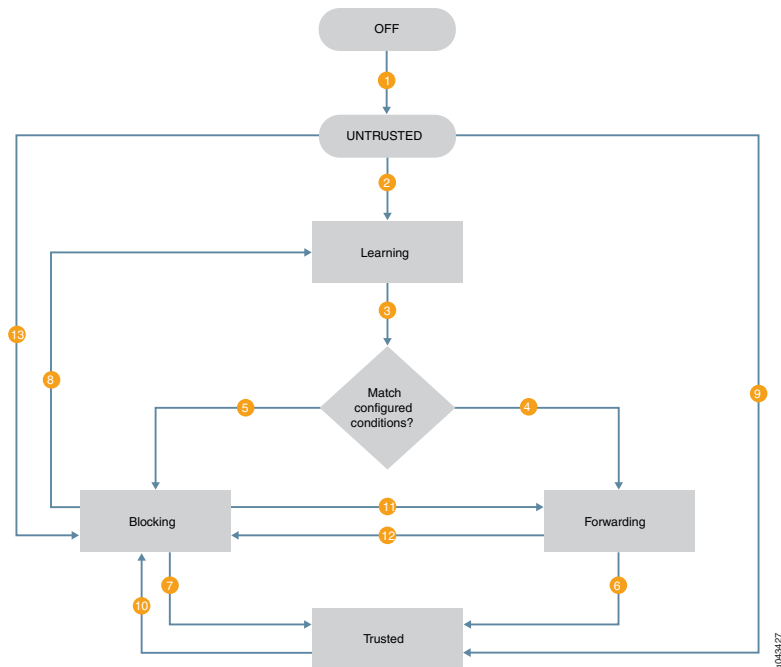 OFF
1
UNTRUSTED
2
Learning
3
13
8
Match
configured
conditions?
5
4
9
Blocking
11
12
Forwarding
7
10
6
Trusted
g043427